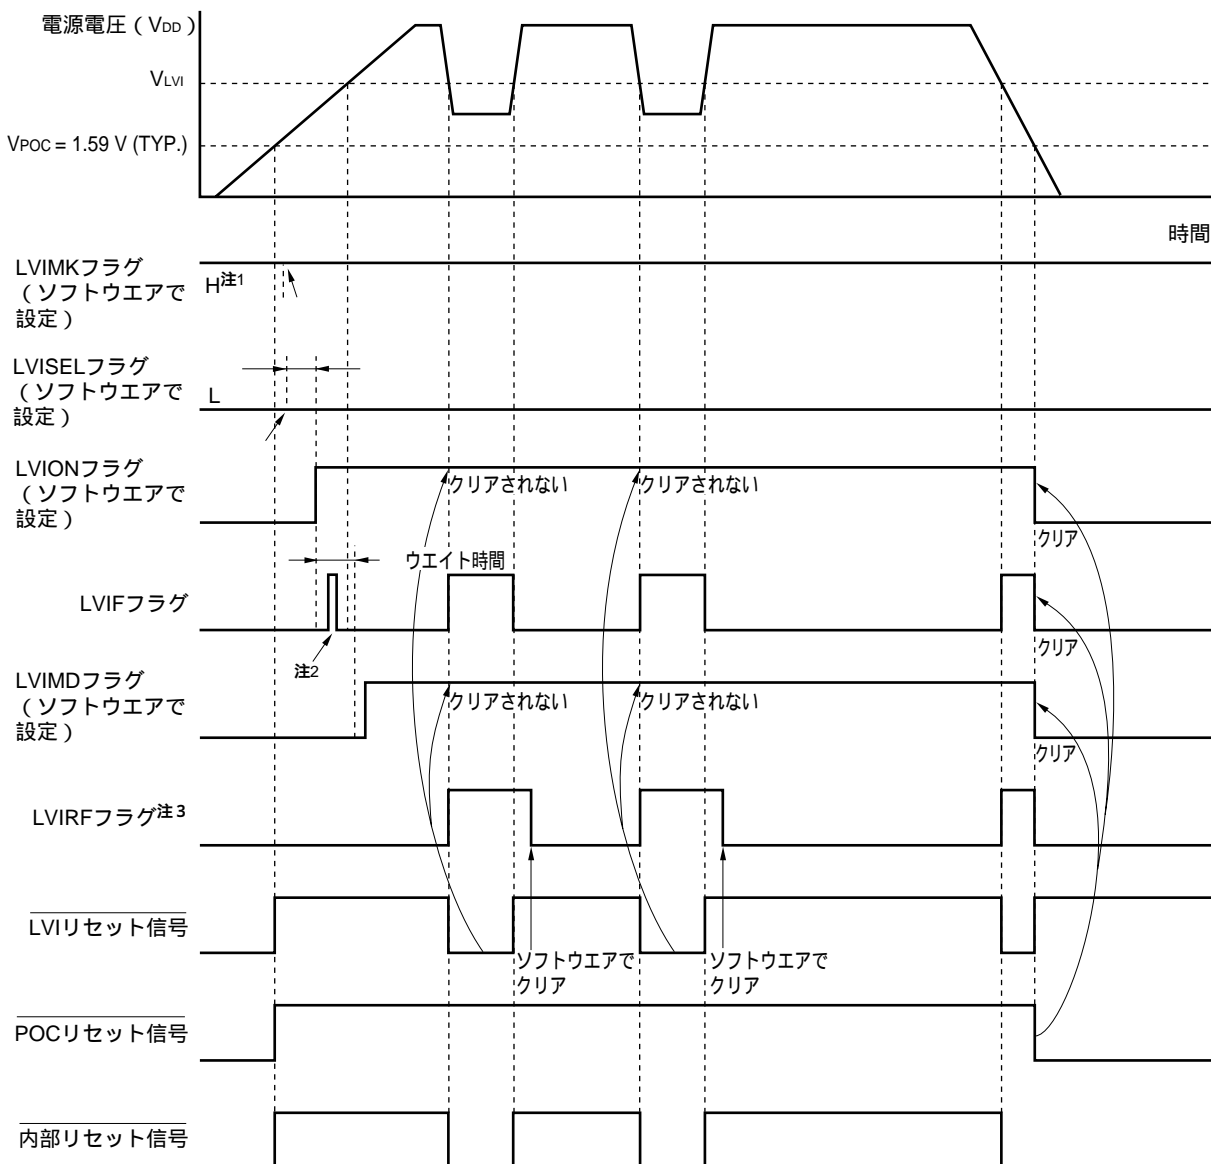 電源電圧（VDD）
VLVI
VPOC = 1.59 V (TYP.)
時間
LVIMKフラグ
（ソフトウエアで
設定）
H注1
LVISELフラグ
（ソフトウエアで
設定）
L
LVIONフラグ
（ソフトウエアで
設定）
クリアされない
クリアされない
クリア
ウエイト時間
LVIFフラグ
注2
クリア
LVIMDフラグ
（ソフトウエアで
設定）
クリアされない
クリアされない
クリア
LVIRFフラグ注3
LVIリセット信号
ソフトウエアで
クリア
ソフトウエアで
クリア
POCリセット信号
内部リセット信号